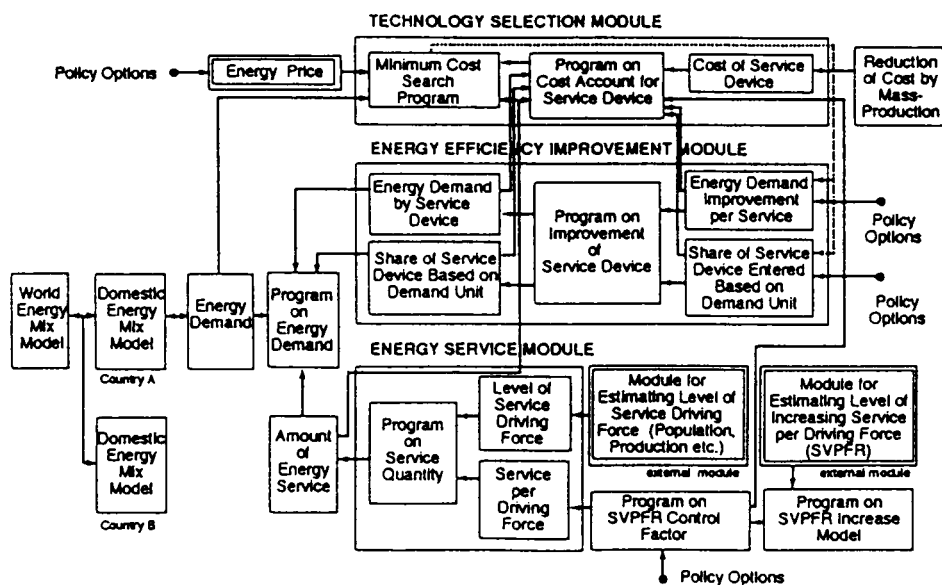 TECHNOLOGY SELECTION MODULE
Policy Options
Energy Price
Minimum Cost
Search
Program
Program on
Cost Account for
Service Device
Cost of Service
Device
Reduction
of Cost by
Mass-
Production
ENERGY EFFICIENCY IMPROVEMENT MODULE
Energy Demand
by Service
Device
Program on
Improvement
of
Service Device
Energy Demand
Improvement
per Service
Policy
Options
Share of Service
Device Based on
Demand Unit
Share of Service
Device Entered
Based on
Demand Unit
Policy
Options
World
Energy Mix
Model
Domestic
Energy Mix
Model
Country A
Energy
Demand
Program
on
Energy
Demand
ENERGY SERVICE MODULE
Domestic
Energy Mix
Model
Country B
Amount
of
Energy
Service
Program
on
Service
Quantity
Level of
Service
Driving
Force
Service
per
Driving Force
Module for
Estimating Level of
Service Driving
Force (Population,
Production etc.)
external module
Module for
Estimating Level of
Increasing Service
per Driving Force
(SVPFR)
external module
Program on
SVPFR Control
Factor
Program on
SVPFR Increase
Model
Policy Options